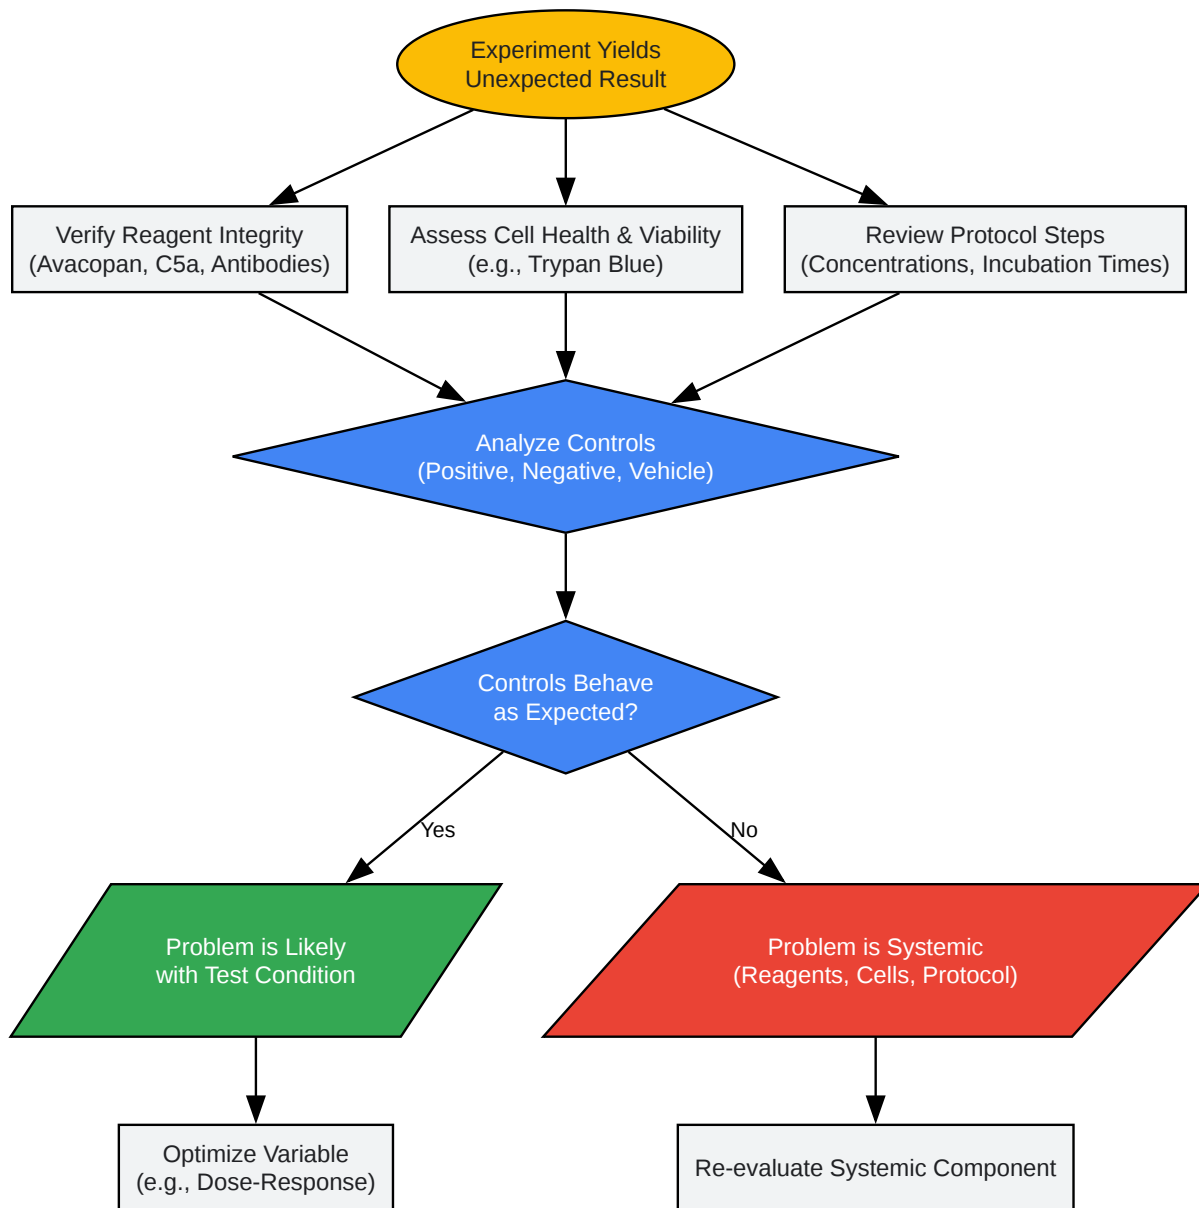 Experiment Yields
Unexpected Result
Verify Reagent Integrity
(Avacopan, C5a, Antibodies)
Assess Cell Health & Viability
(e.g., Trypan Blue)
Review Protocol Steps
(Concentrations, Incubation Times)
Analyze Controls
(Positive, Negative, Vehicle)
Controls Behave
as Expected?
Yes
No
Problem is Likely
with Test Condition
Problem is Systemic
(Reagents, Cells, Protocol)
Optimize Variable
(e.g., Dose-Response)
Re-evaluate Systemic Component